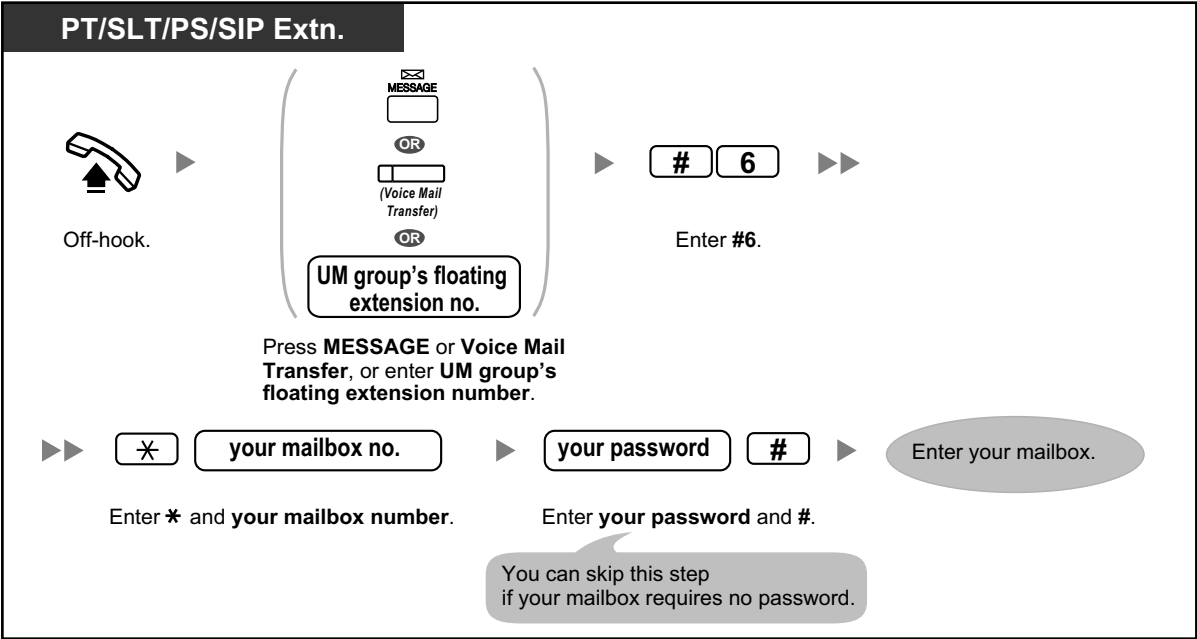 PT/SLT/PS/SIP Extn.
MESSAGE
OR
(Voice Mail
Transfer)
OR
UM group's floating
extension no.
# 6
Off-hook.
Press MESSAGE or Voice Mail
Transfer, or enter UM group's
floating extension number.
Enter #6.
* your mailbox no.
your password #
Enter your mailbox.
Enter * and your mailbox number.
Enter your password and #.
You can skip this step
if your mailbox requires no password.